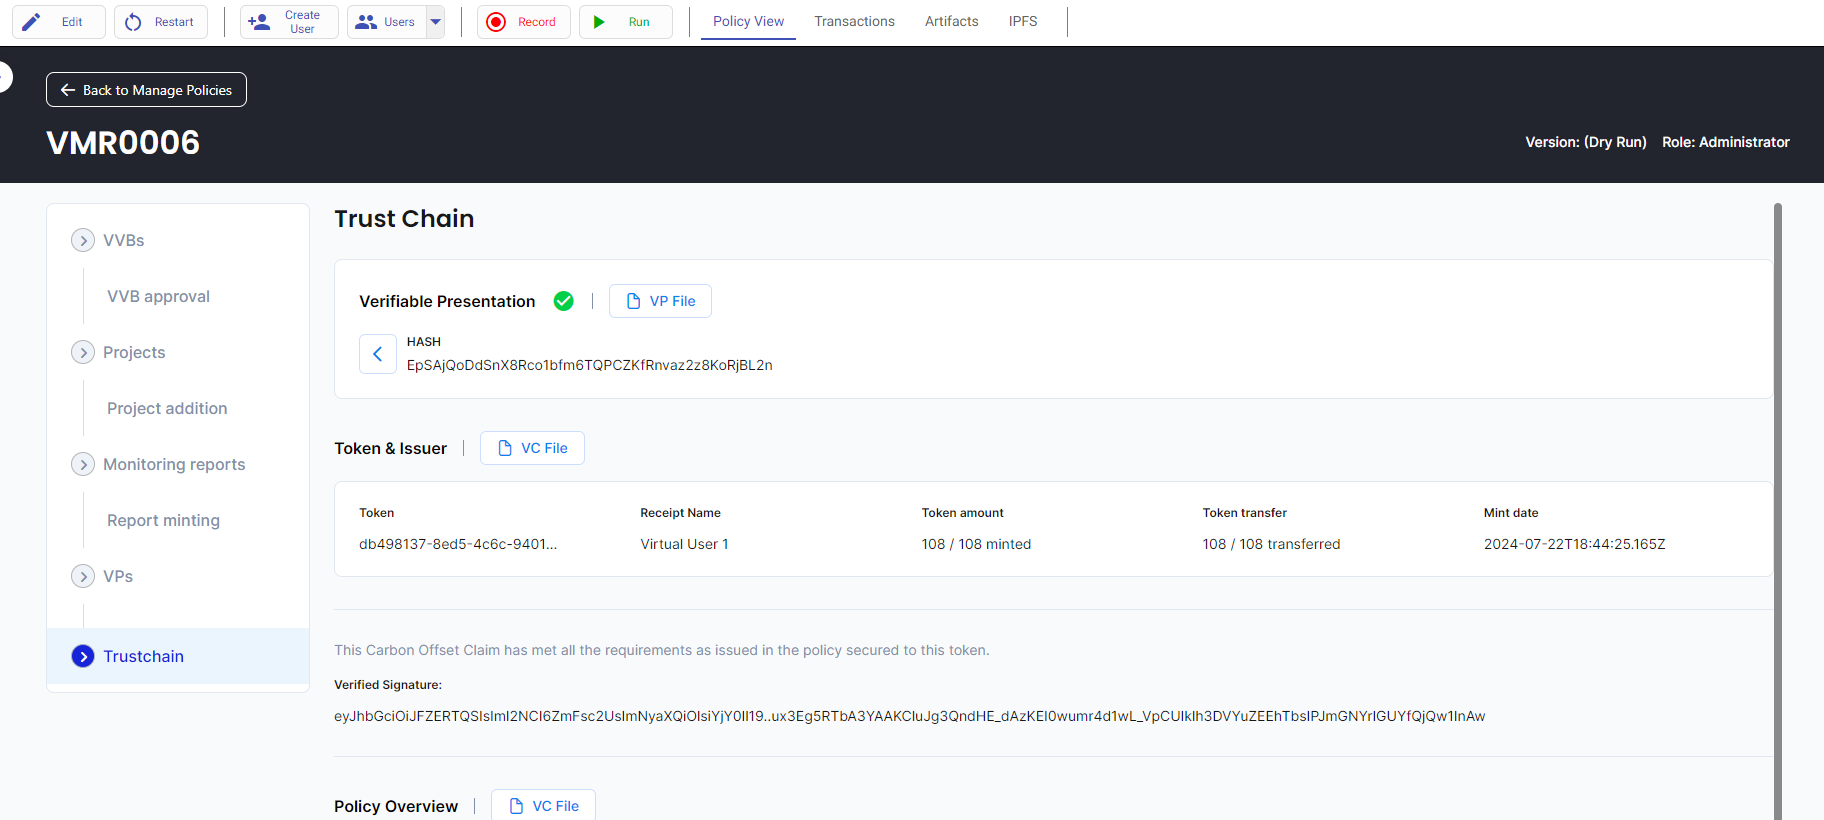 Edit
Restart
Create
User
Users
Record
Run
Policy View
Transactions
Artifacts
IPFS
Back to Manage Policies
VMR0006
Version: (Dry Run)
Role: Administrator
VVBs
VVB approval
Projects
Project addition
Monitoring reports
Report minting
VPs
Trustchain
Trust Chain
Verifiable Presentation
VP File
HASH
EpSAjQoDdSnX8Rco1bfm6TQPCZKfRnvaz2z8KoRjBL2n
Token & Issuer
VC File
Token
Receipt Name
Token amount
Token transfer
Mint date
db498137-8ed5-4c6c-9401...
Virtual User 1
108 / 108 minted
108 / 108 transferred
2024-07-22T18:44:25.165Z
This Carbon Offset Claim has met all the requirements as issued in the policy secured to this token.
Verified Signature:
eyJhbGciOiJFZERTQSIsImI2NCI6ZmFsc2UsImNyaXQiOlsiYjY0Il19..ux3Eg5RTbA3YAAKCIuJg3QndHE_dAzKEI0wumr4d1wL_VpCUlkIh3DVYuZEEhTbsIPJmGNYrlGUYfQjQw1InAw
Policy Overview
VC File